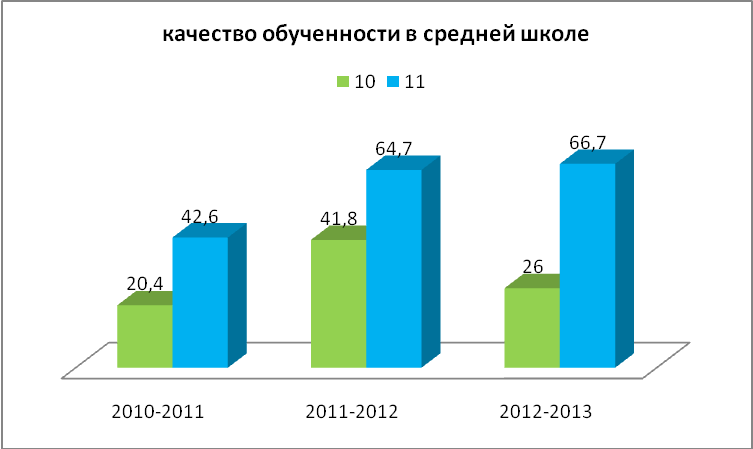 качество обученности в средней школе
10 11
64,7 66,7
42,6 41,8
20,4 26
2010-2011 2011-2012 2012-2013